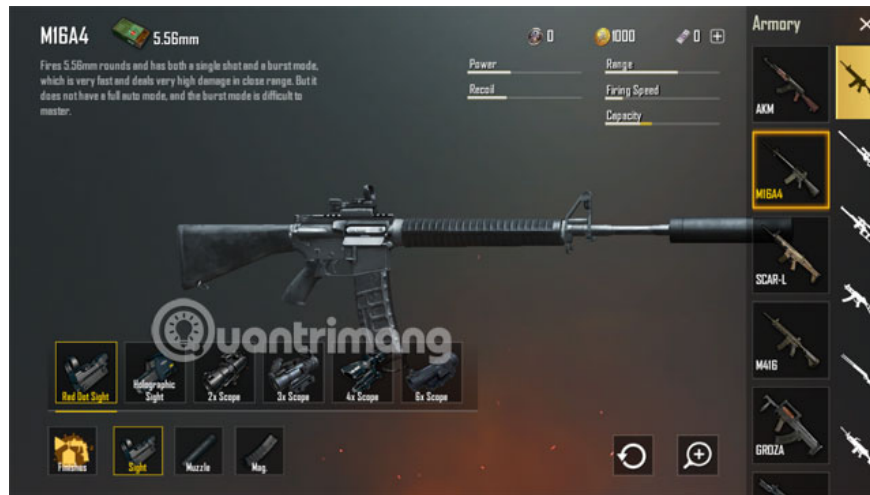 M16A4
5.56mm
0
1000
0
Armory
Fires 5.56mm rounds and has both a single shot and a burst mode,
which is very fast and deals very high damage in close range. But it
does not have a full auto mode, and the burst mode is difficult to
master.
Power
Range
Recoil
Firing Speed
Capacity
AKM
M16A4
SCAR-L
M416
GROZA
Quantrimang
Red Dot Sight
Holographic
Sight
2x Scope
3x Scope
4x Scope
6x Scope
Finishes
Sight
Muzzle
Mag.